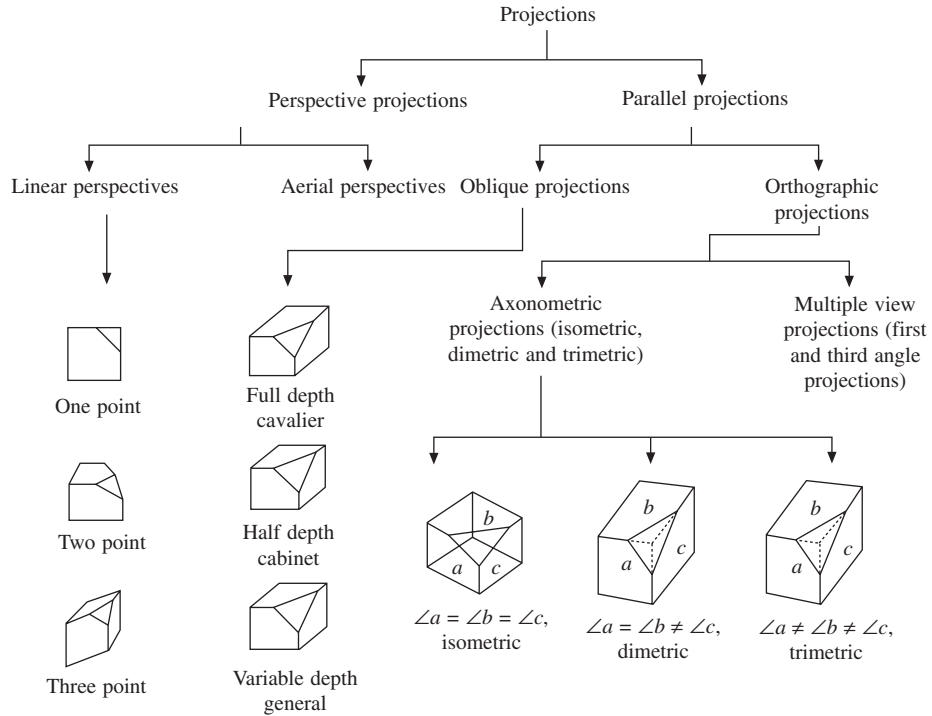 Projections
Perspective projections
Parallel projections
Linear perspectives
Aerial perspectives
Oblique projections
Orthographic
projections
Axonometric
projections (isometric,
dimetric and trimetric)
Multiple view
projections (first
and third angle
projections)
One point
Full depth
cavalier
Two point
Half depth
cabinet
Three point
Variable depth
general
b
a
c
∠a = ∠b = ∠c,
isometric
b
a
c
∠a = ∠b ≠ ∠c,
dimetric
b
a
c
∠a ≠ ∠b ≠ ∠c,
trimetric